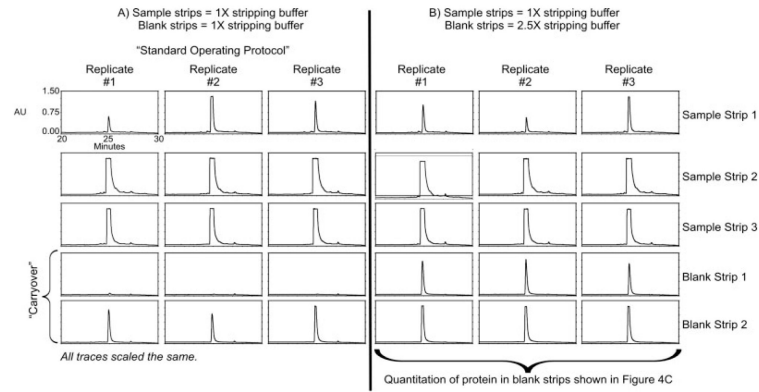 A) Sample strips = 1X stripping buffer
Blank strips = 1X stripping buffer
"Standard Operating Protocol"
Replicate #1
Replicate #2
Replicate #3
B) Sample strips = 1X stripping buffer
Blank strips = 2.5X stripping buffer
Replicate #1
Replicate #2
Replicate #3
AU
1.50
0.75
0.00
20 25 30
Minutes
Sample Strip 1
Sample Strip 2
Sample Strip 3
"Carryover"
Blank Strip 1
Blank Strip 2
All traces scaled the same.
Quantitation of protein in blank strips shown in Figure 4C